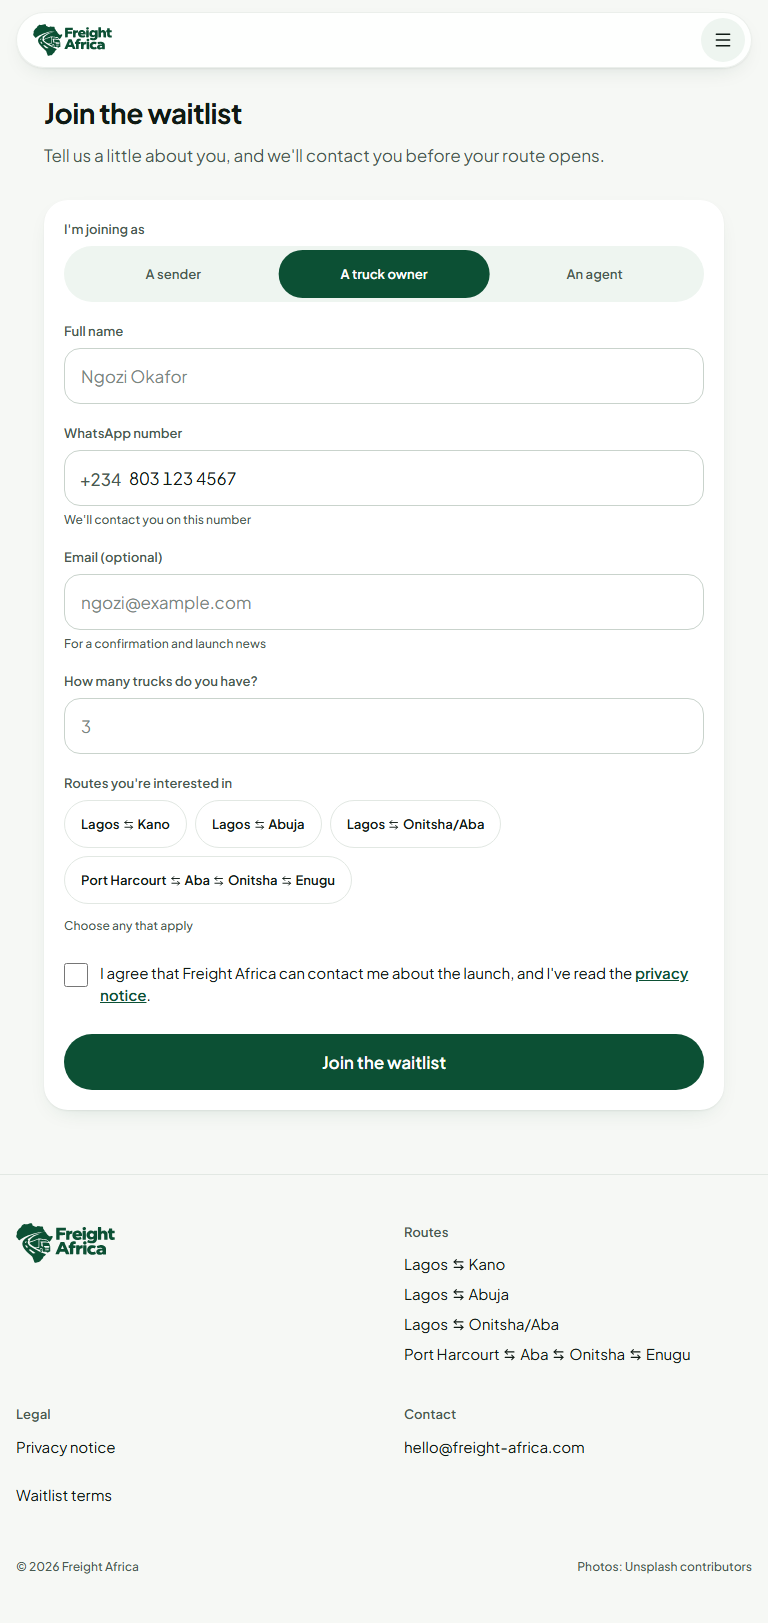 Freight
Africa
Join the waitlist
Tell us a little about you, and we'll contact you before your route opens.
I'm joining as
A sender
A truck owner
An agent
Full name
Ngozi Okafor
WhatsApp number
+234 803 123 4567
We'll contact you on this number
Email (optional)
ngozi@example.com
For a confirmation and launch news
How many trucks do you have?
3
Routes you're interested in
Lagos ⇆ Kano
Lagos ⇆ Abuja
Lagos ⇆ Onitsha/Aba
Port Harcourt ⇆ Aba ⇆ Onitsha ⇆ Enugu
Choose any that apply
I agree that Freight Africa can contact me about the launch, and I've read the privacy
notice.
Join the waitlist
Freight
Africa
Routes
Lagos ⇆ Kano
Lagos ⇆ Abuja
Lagos ⇆ Onitsha/Aba
Port Harcourt ⇆ Aba ⇆ Onitsha ⇆ Enugu
Legal
Privacy notice
Waitlist terms
Contact
hello@freight-africa.com
© 2026 Freight Africa
Photos: Unsplash contributors